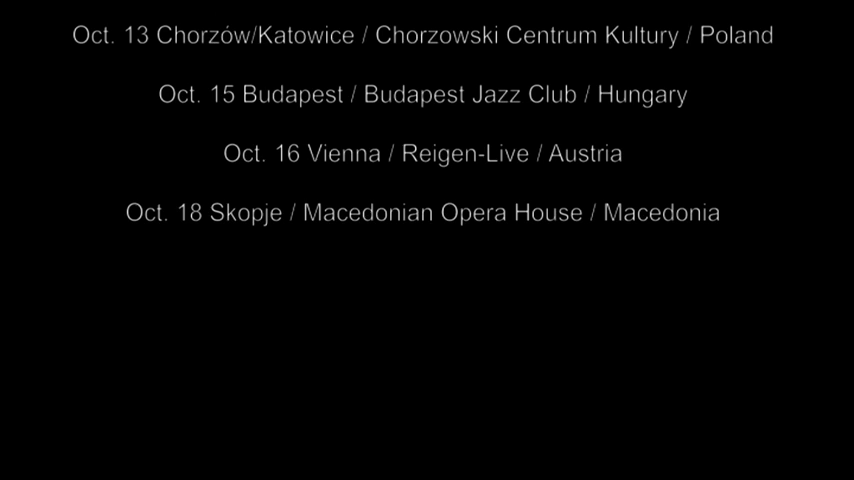 Oct. 13 Chorzów/Katowice / Chorzowski Centrum Kultury / Poland
Oct. 15 Budapest / Budapest Jazz Club / Hungary
Oct. 16 Vienna / Reigen-Live / Austria
Oct. 18 Skopje / Macedonian Opera House / Macedonia